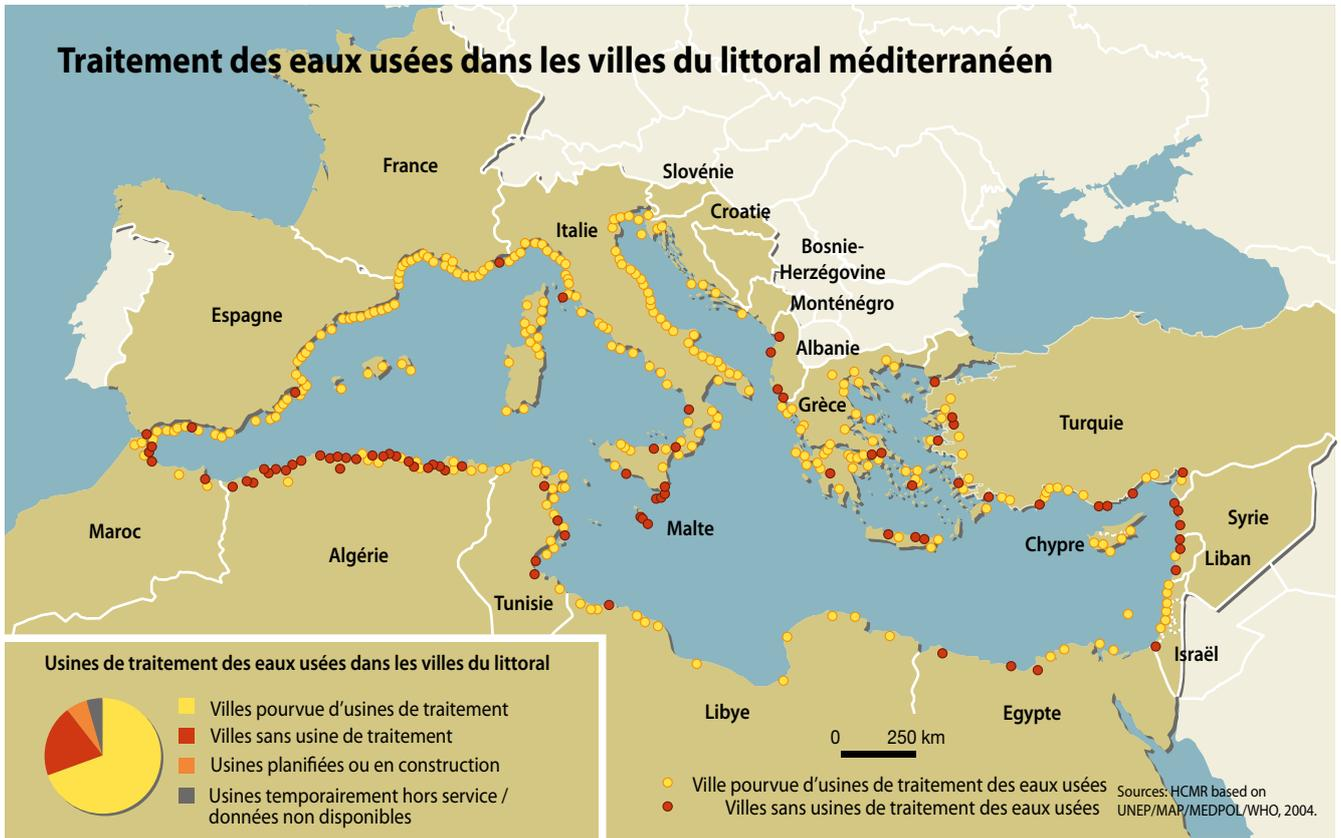 Traitement des eaux usées dans les villes du littoral méditerranéen
France
Slovénie
Croatie
Italie
Bosnie-
Herzégovine
Monténégro
Espagne
Albanie
Grèce
Turquie
Maroc
Malte
Algérie
Chypre
Syrie
Liban
Tunisie
Israël
Libye
Egypte
Usines de traitement des eaux usées dans les villes du littoral
Villes pourvue d'usines de traitement
Villes sans usine de traitement
Usines planifiées ou en construction
Usines temporairement hors service /
données non disponibles
0 250 km
Ville pourvue d'usines de traitement des eaux usées
Villes sans usines de traitement des eaux usées
Sources: HCMR based on
UNEP/MAP/MEDPOL/WHO, 2004.